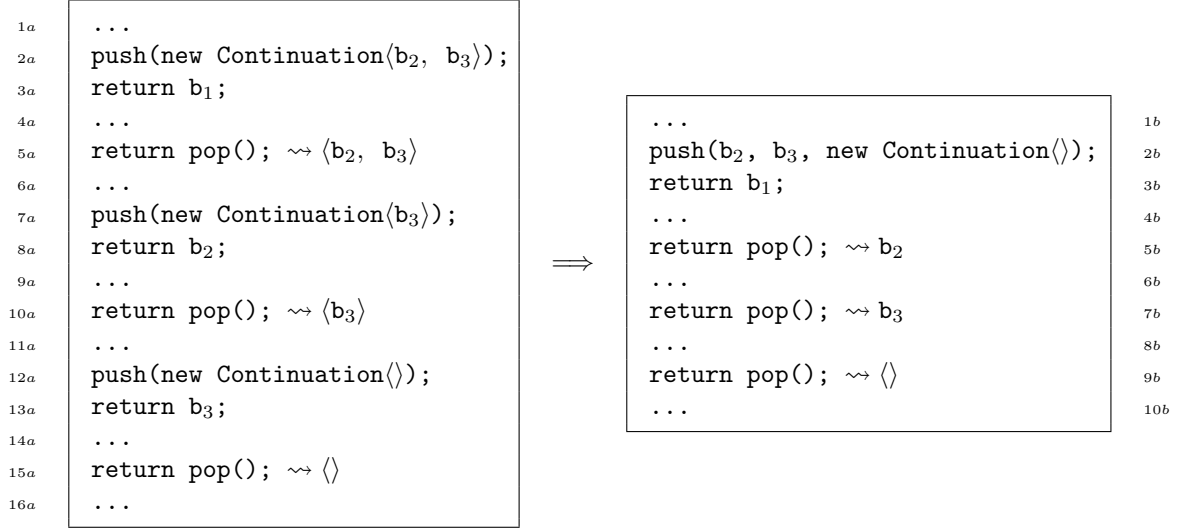 1a ...
2a push(new Continuation⟨b₂, b₃⟩);
3a return b₁;
4a ...
5a return pop(); ⇝ ⟨b₂, b₃⟩
6a ...
7a push(new Continuation⟨b₃⟩);
8a return b₂;
9a ...
10a return pop(); ⇝ ⟨b₃⟩
11a ...
12a push(new Continuation⟨⟩);
13a return b₃;
14a ...
15a return pop(); ⇝ ⟨⟩
16a ...
⟹
... 1b
push(b₂, b₃, new Continuation⟨⟩); 2b
return b₁; 3b
... 4b
return pop(); ⇝ b₂ 5b
... 6b
return pop(); ⇝ b₃ 7b
... 8b
return pop(); ⇝ ⟨⟩ 9b
... 10b